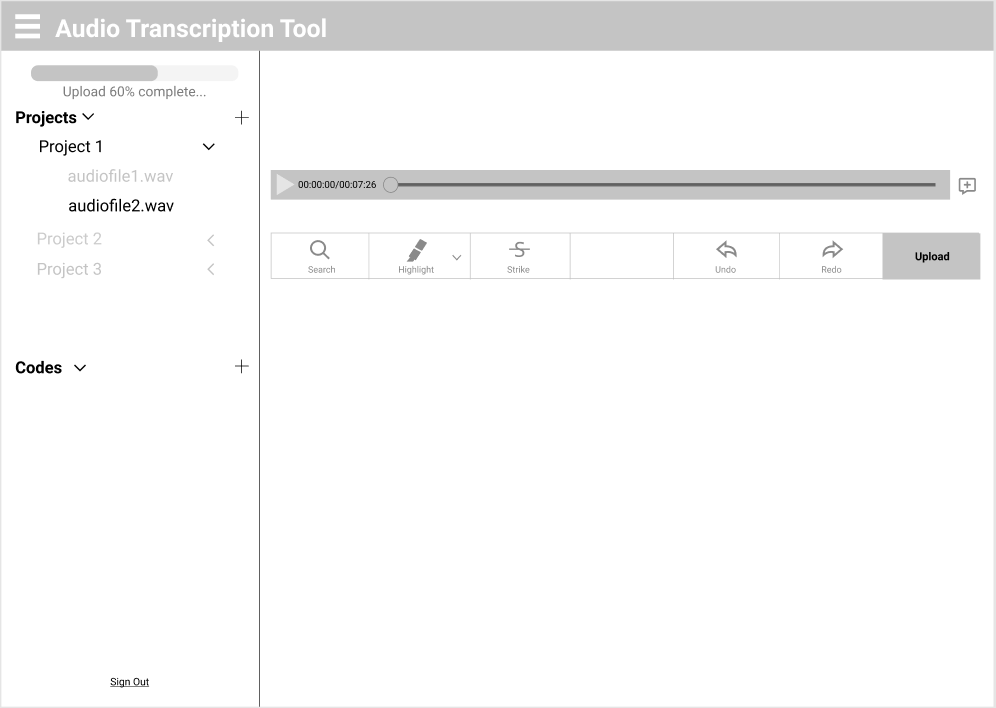 Audio Transcription Tool
Upload 60% complete...
Projects
Project 1
audiofile1.wav
audiofile2.wav
Project 2
Project 3
Codes
Sign Out
00:00:00/00:07:26
Search
Highlight
Strike
Undo
Redo
Upload